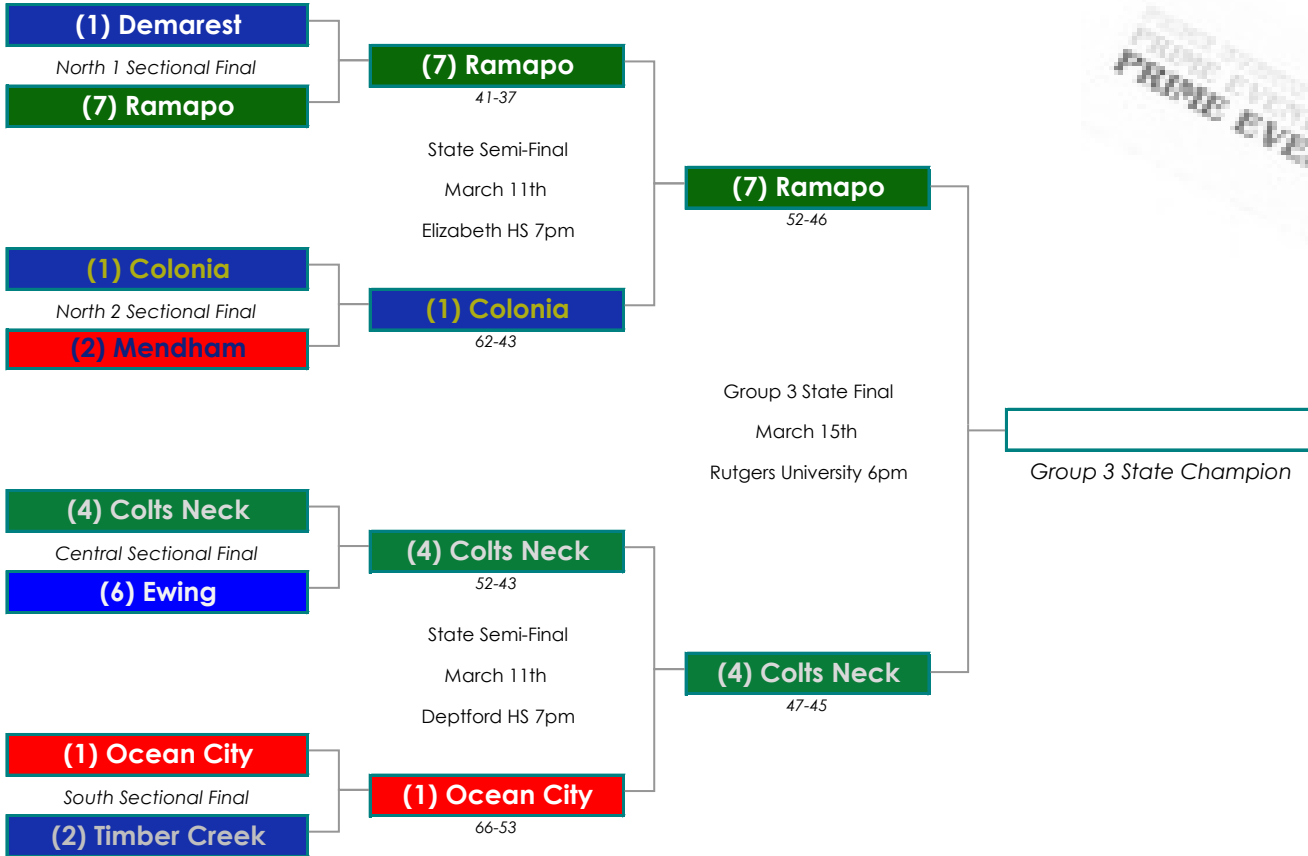 (1) Demarest
North 1 Sectional Final
(7) Ramapo
(7) Ramapo
41-37
State Semi-Final
March 11th
Elizabeth HS 7pm
(1) Colonia
North 2 Sectional Final
(2) Mendham
(1) Colonia
62-43
(7) Ramapo
52-46
Group 3 State Final
March 15th
Rutgers University 6pm
Group 3 State Champion
(4) Colts Neck
Central Sectional Final
(6) Ewing
(4) Colts Neck
52-43
State Semi-Final
March 11th
Deptford HS 7pm
(1) Ocean City
South Sectional Final
(2) Timber Creek
(1) Ocean City
66-53
(4) Colts Neck
47-45
PRIME EVEN
PRIME EVE